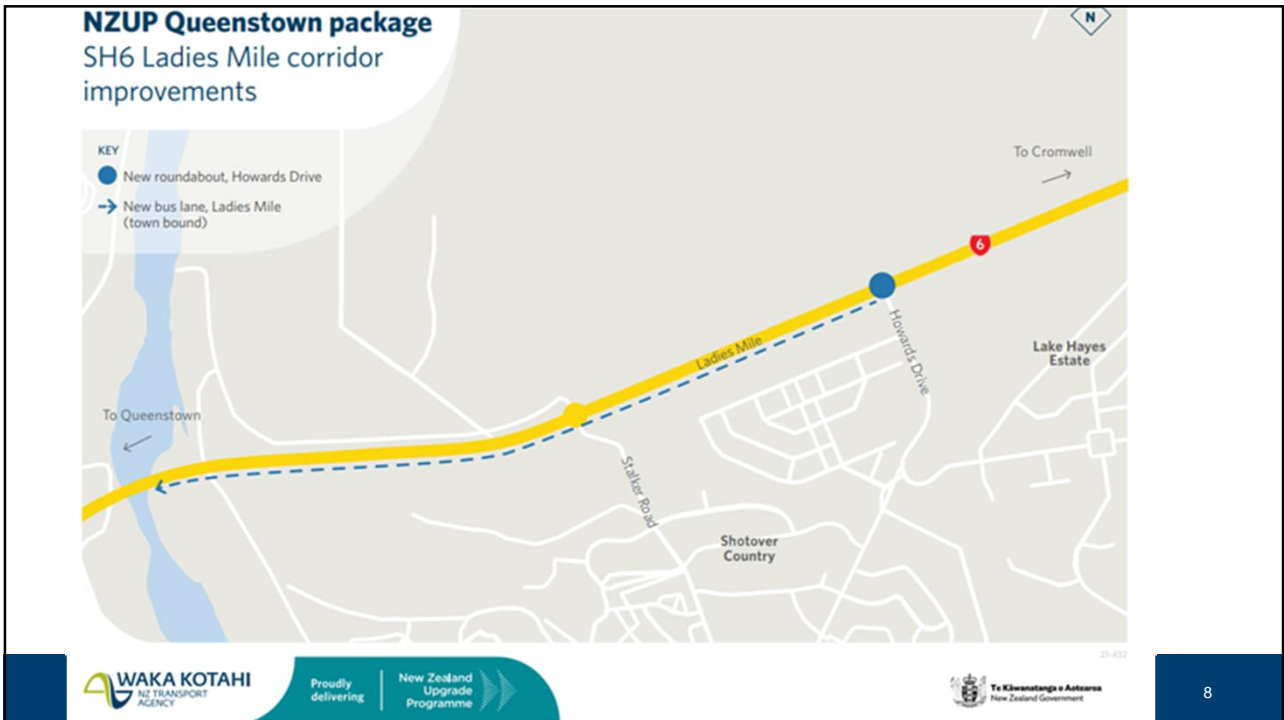 NZUP Queenstown package
SH6 Ladies Mile corridor
improvements
N
KEY
New roundabout, Howards Drive
New bus lane, Ladies Mile
(town bound)
To Cromwell
6
Ladies Mile
Howards Drive
Lake Hayes
Estate
To Queenstown
Stalker Road
Shotover
Country
21-432
WAKA KOTAHI
NZ TRANSPORT
AGENCY
Proudly
delivering
New Zealand
Upgrade
Programme
Te Kāwanatanga o Aotearoa
New Zealand Government
8